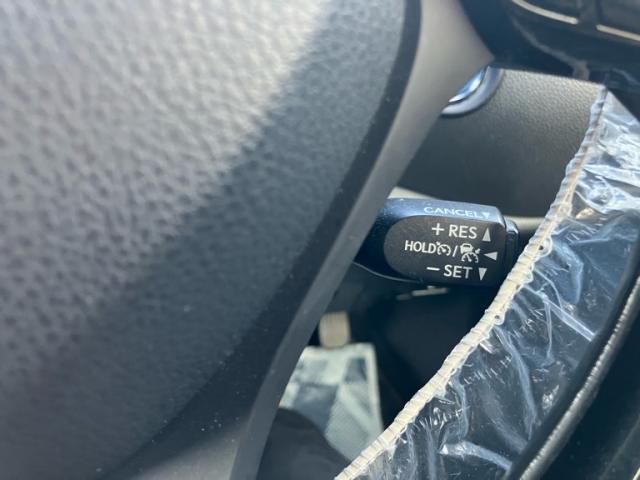 CANCEL▼
+ RES ▲
HOLD / ◄
− SET ▼